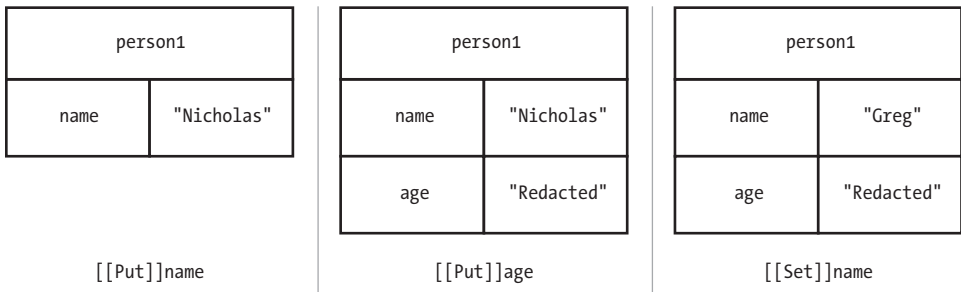 person1
name "Nicholas"
[[Put]]name
person1
name "Nicholas"
age "Redacted"
[[Put]]age
person1
name "Greg"
age "Redacted"
[[Set]]name